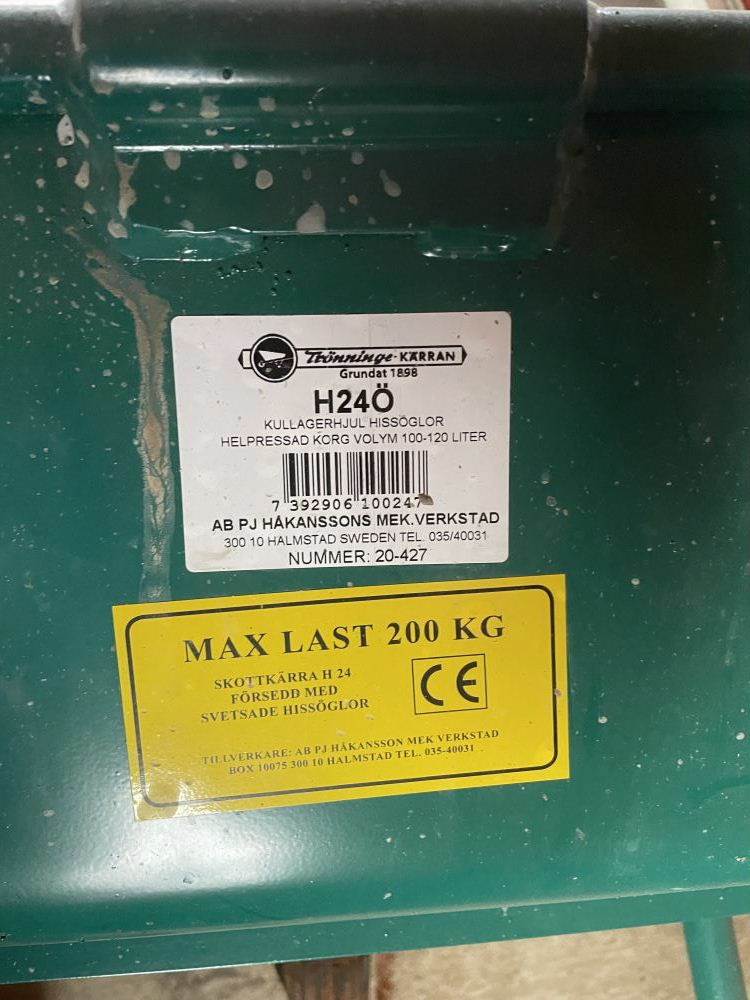 Trönninge-KÄRRAN
Grundat 1898
H24Ö
KULLAGERHJUL HISSÖGLOR
HELPRESSAD KORG VOLYM 100-120 LITER
7 392906 100247
AB PJ HÅKANSSONS MEK.VERKSTAD
300 10 HALMSTAD SWEDEN TEL. 035/40031
NUMMER: 20-427
MAX LAST 200 KG
SKOTTKÄRRA H 24
FÖRSEDD MED
SVETSADE HISSÖGLOR
CE
TILLVERKARE: AB PJ HÅKANSSON MEK VERKSTAD
BOX 10075 300 10 HALMSTAD TEL. 035-40031